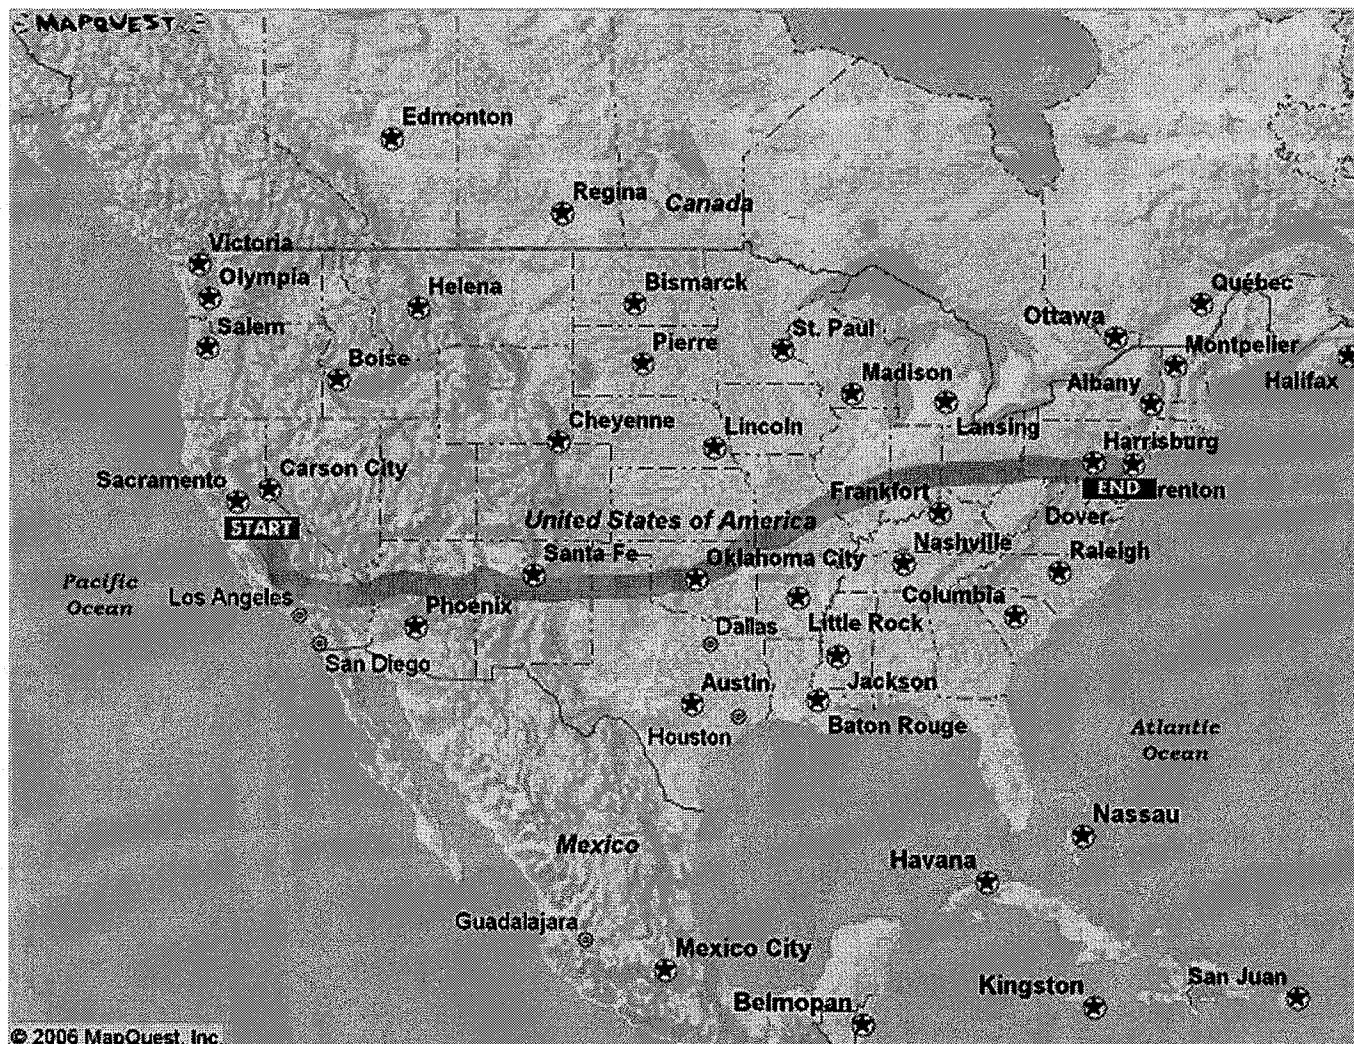 MAPQUEST
Edmonton
Regina
Canada
Victoria
Olympia
Helena
Bismarck
Québec
Ottawa
Salem
St. Paul
Montpelier
Pierre
Boise
Madison
Albany
Halifax
Cheyenne
Lincoln
Lansing
Harrisburg
Carson City
Sacramento
Frankfort
END
renton
START
United States of America
Dover
Nashville
Raleigh
Santa Fe
Oklahoma City
Pacific
Ocean
Los Angeles
Phoenix
Columbia
Dallas
Little Rock
San Diego
Austin
Jackson
Houston
Baton Rouge
Atlantic
Ocean
Nassau
Mexico
Havana
Guadalajara
Mexico City
Kingston
San Juan
Belmopan
© 2006 MapQuest, Inc.